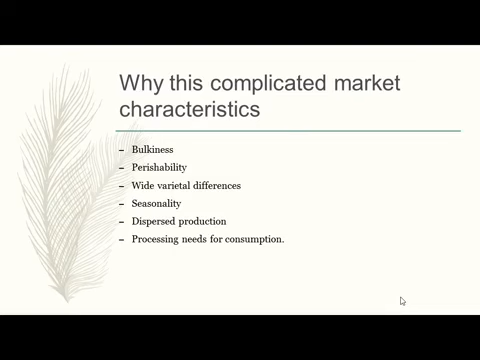 Why this complicated market
characteristics
– Bulkiness
– Perishability
– Wide varietal differences
– Seasonality
– Dispersed production
– Processing needs for consumption.